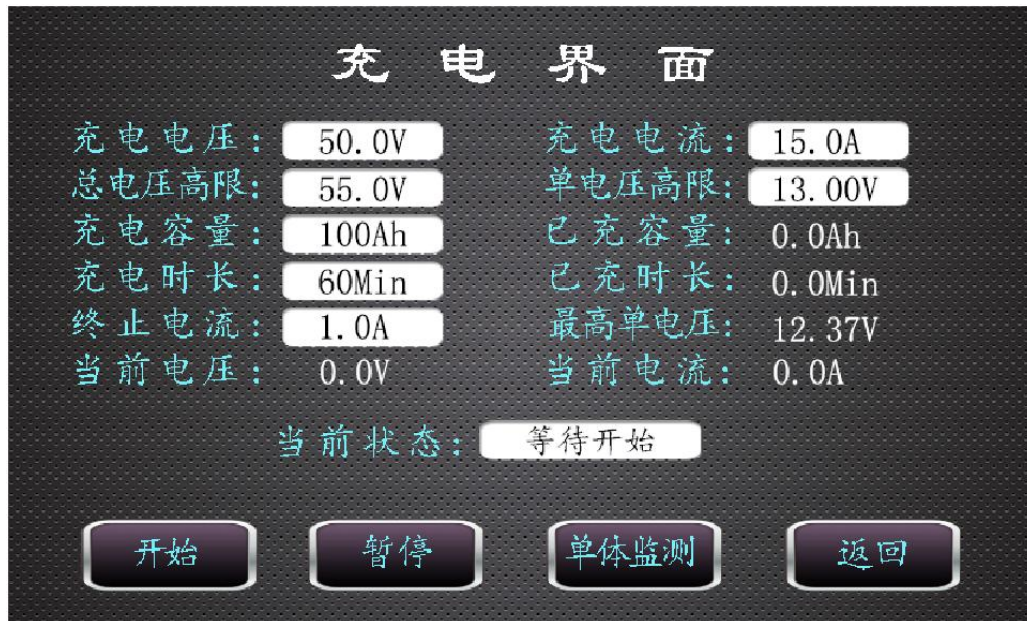 充电界面
充电电压: 50.0V 充电电流: 15.0A
总电压高限: 55.0V 单电压高限: 13.00V
充电容量: 100Ah 已充容量: 0.0Ah
充电时长: 60Min 已充时长: 0.0Min
终止电流: 1.0A 最高单电压: 12.37V
当前电压: 0.0V 当前电流: 0.0A
当前状态: 等待开始
开始 暂停 单体监测 返回